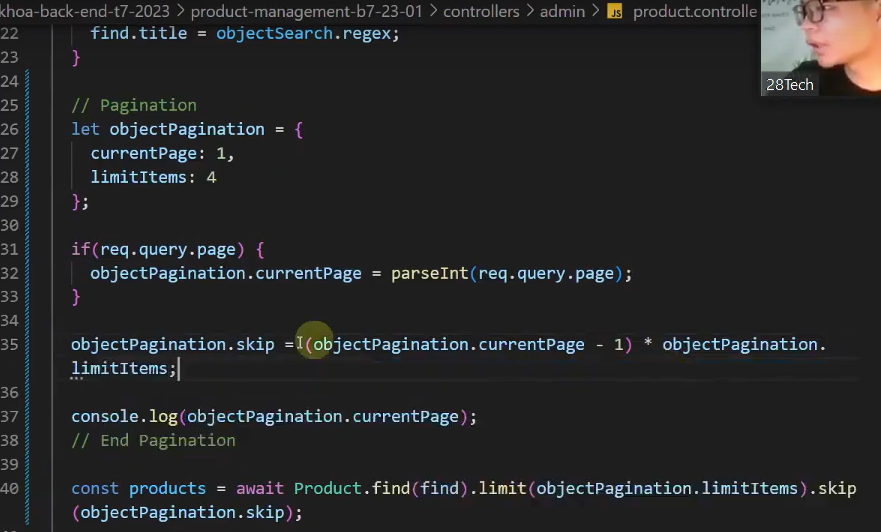 khoa-back-end-t7-2023 > product-management-b7-23-01 > controllers > admin > JS product.controlle
28Tech
22 find.title = objectSearch.regex;
23 }
24
25 // Pagination
26 let objectPagination = {
27 currentPage: 1,
28 limitItems: 4
29 };
30
31 if(req.query.page) {
32 objectPagination.currentPage = parseInt(req.query.page);
33 }
34
35 objectPagination.skip = (objectPagination.currentPage - 1) * objectPagination.
limitItems;
36
37 console.log(objectPagination.currentPage);
38 // End Pagination
39
40 const products = await Product.find(find).limit(objectPagination.limitItems).skip
(objectPagination.skip);